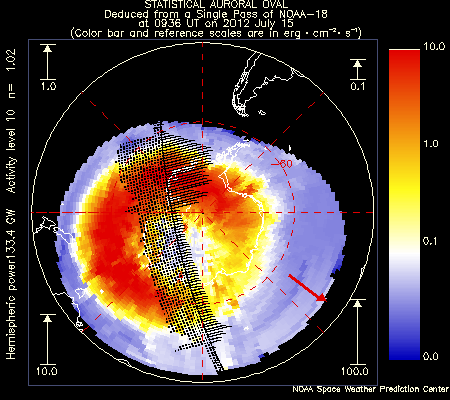 STATISTICAL AURORAL OVAL
Deduced from a Single Pass of NOAA-18
at 0936 UT on 2012 July 15
(Color bar and reference scales are in erg · cm⁻² · s⁻¹)
Hemispheric power133.4 GW Activity level 10 n= 1.02
1.0
0.1
10.0
100.0
-60
10.0
1.0
0.1
0.0
NOAA Space Weather Prediction Center